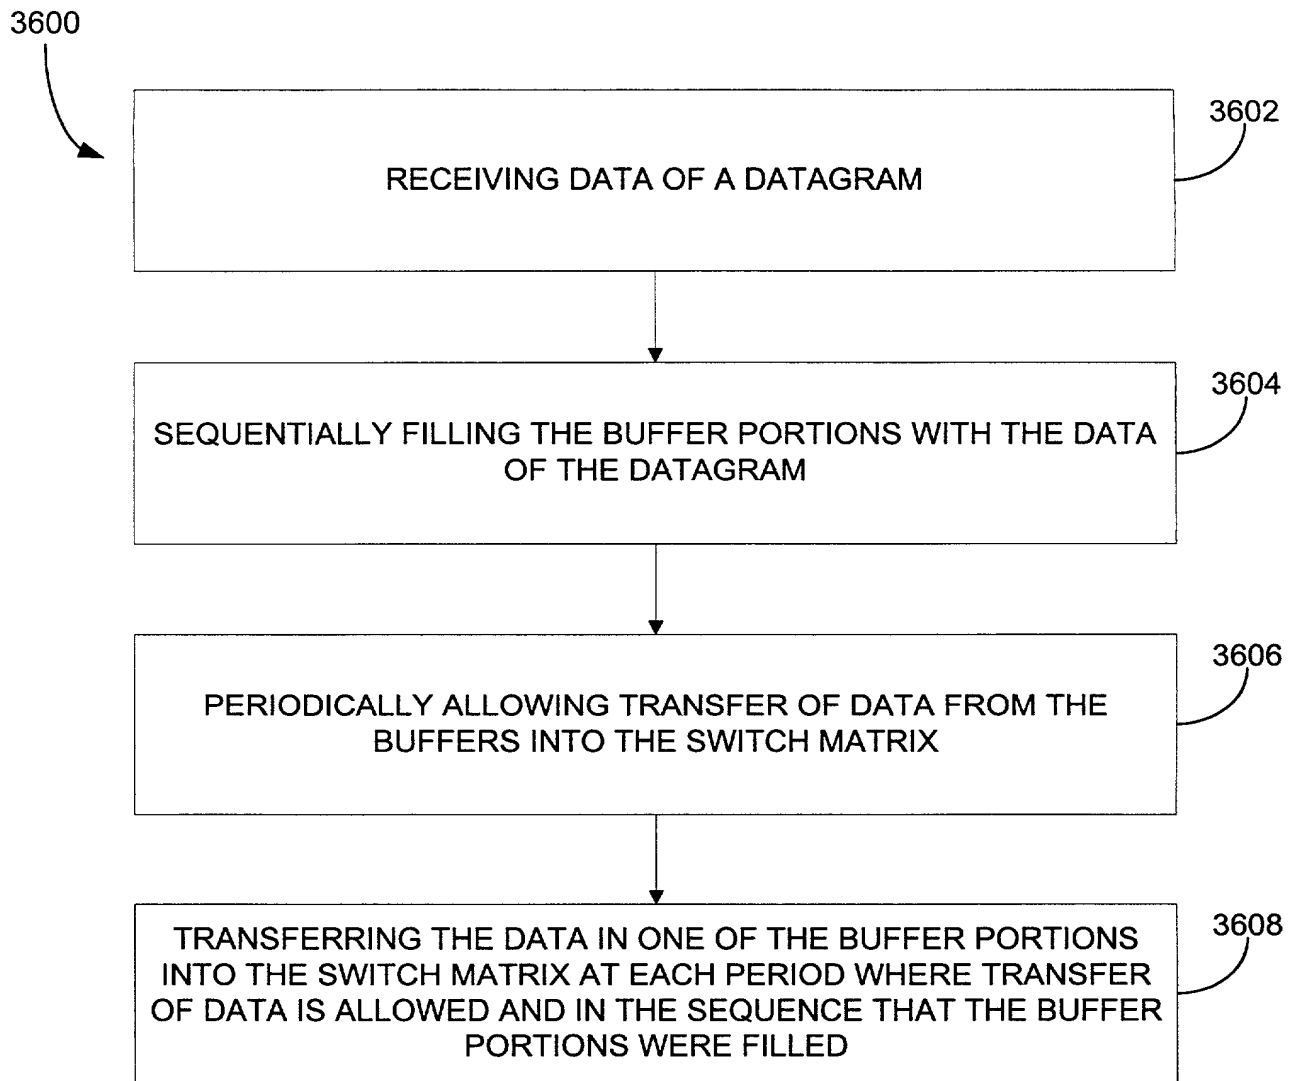 3600
3602
RECEIVING DATA OF A DATAGRAM
3604
SEQUENTIALLY FILLING THE BUFFER PORTIONS WITH THE DATA
OF THE DATAGRAM
3606
PERIODICALLY ALLOWING TRANSFER OF DATA FROM THE
BUFFERS INTO THE SWITCH MATRIX
3608
TRANSFERRING THE DATA IN ONE OF THE BUFFER PORTIONS
INTO THE SWITCH MATRIX AT EACH PERIOD WHERE TRANSFER
OF DATA IS ALLOWED AND IN THE SEQUENCE THAT THE BUFFER
PORTIONS WERE FILLED